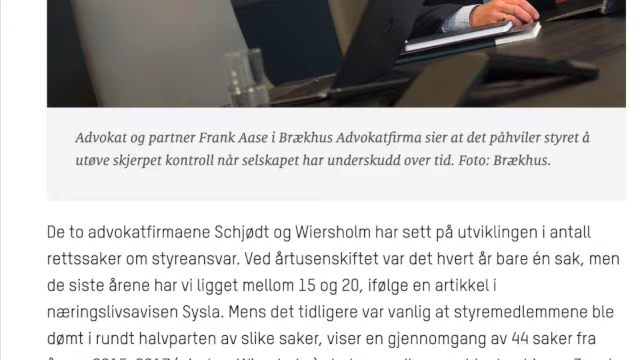 Advokat og partner Frank Aase i Brækhus Advokatfirma sier at det påhviler styret å
utøve skjerpet kontroll når selskapet har underskudd over tid. Foto: Brækhus.
De to advokatfirmaene Schjødt og Wiersholm har sett på utviklingen i antall
rettssaker om styreansvar. Ved årtusenskiftet var det hvert år bare én sak, men
de siste årene har vi ligget mellom 15 og 20, ifølge en artikkel i
næringslivsavisen Sysla. Mens det tidligere var vanlig at styremedlemmene ble
dømt i rundt halvparten av slike saker, viser en gjennomgang av 44 saker fra